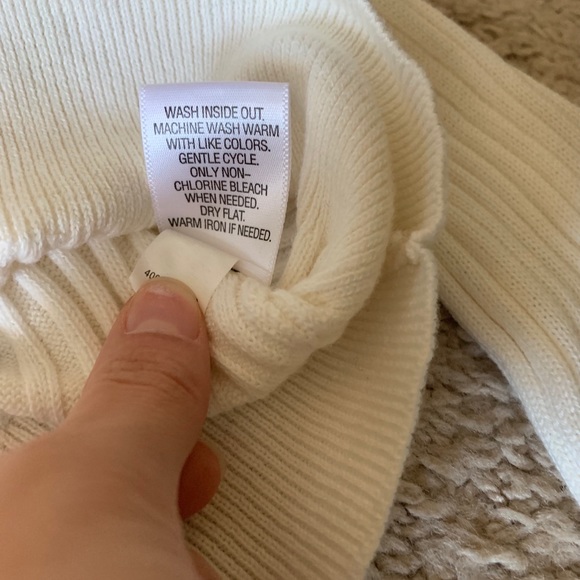 WASH INSIDE OUT.
MACHINE WASH WARM
WITH LIKE COLORS.
GENTLE CYCLE.
ONLY NON-
CHLORINE BLEACH
WHEN NEEDED.
DRY FLAT.
WARM IRON IF NEEDED.